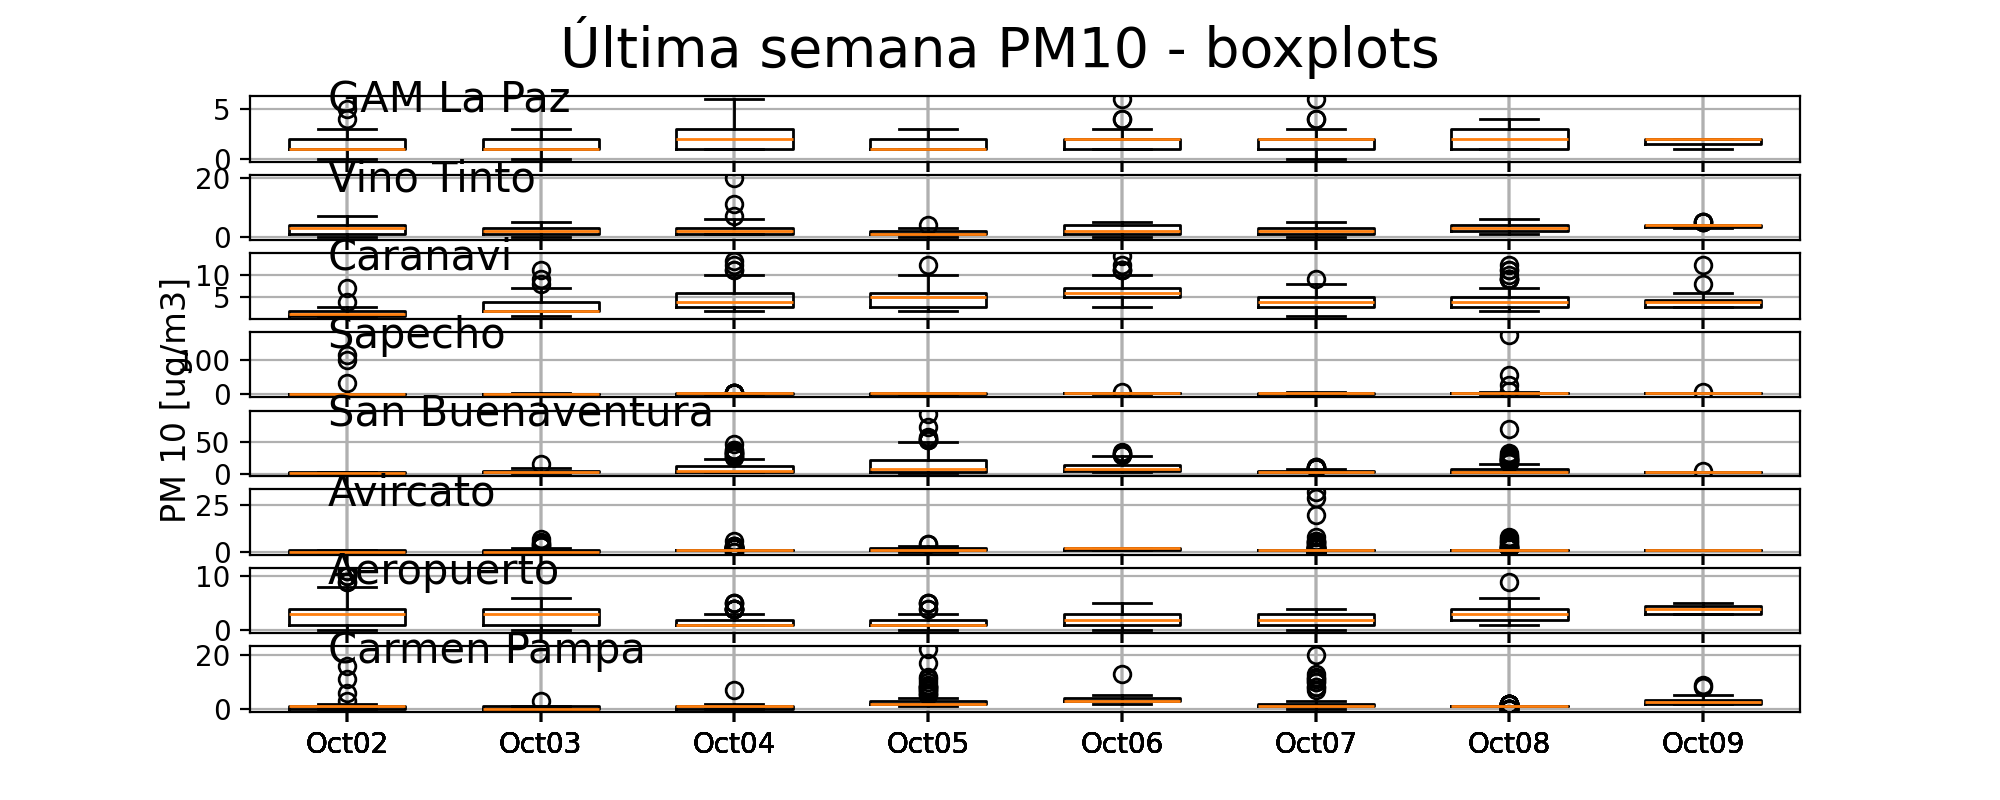 Última semana PM10 - boxplots
GAM La Paz
5
0
Vino Tinto
20
0
Caranavi
10
5
Sapecho
100
0
San Buenaventura
50
0
Avircato
25
0
Aeropuerto
10
0
Carmen Pampa
20
0
PM 10 [ug/m3]
Oct02 Oct03 Oct04 Oct05 Oct06 Oct07 Oct08 Oct09